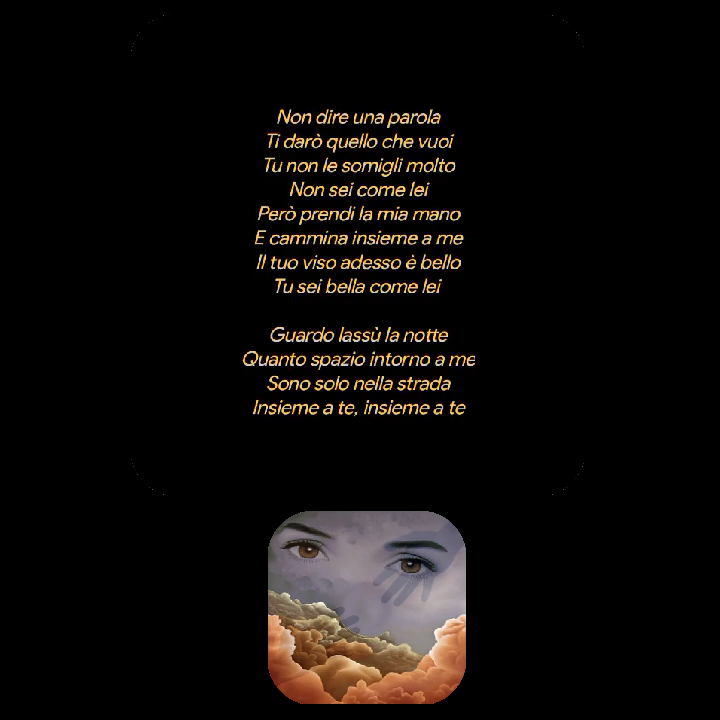 Non dire una parola
Ti darò quello che vuoi
Tu non le somigli molto
Non sei come lei
Però prendi la mia mano
E cammina insieme a me
Il tuo viso adesso è bello
Tu sei bella come lei
Guardo lassù la notte
Quanto spazio intorno a me
Sono solo nella strada
Insieme a te, insieme a te